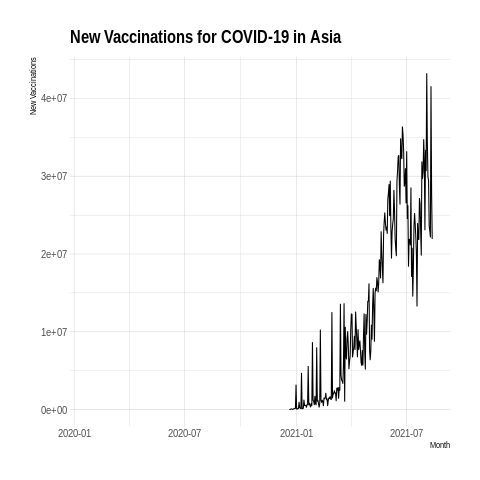 New Vaccinations for COVID-19 in Asia
New Vaccinations
4e+07
3e+07
2e+07
1e+07
0e+00
2020-01 2020-07 2021-01 2021-07
Month